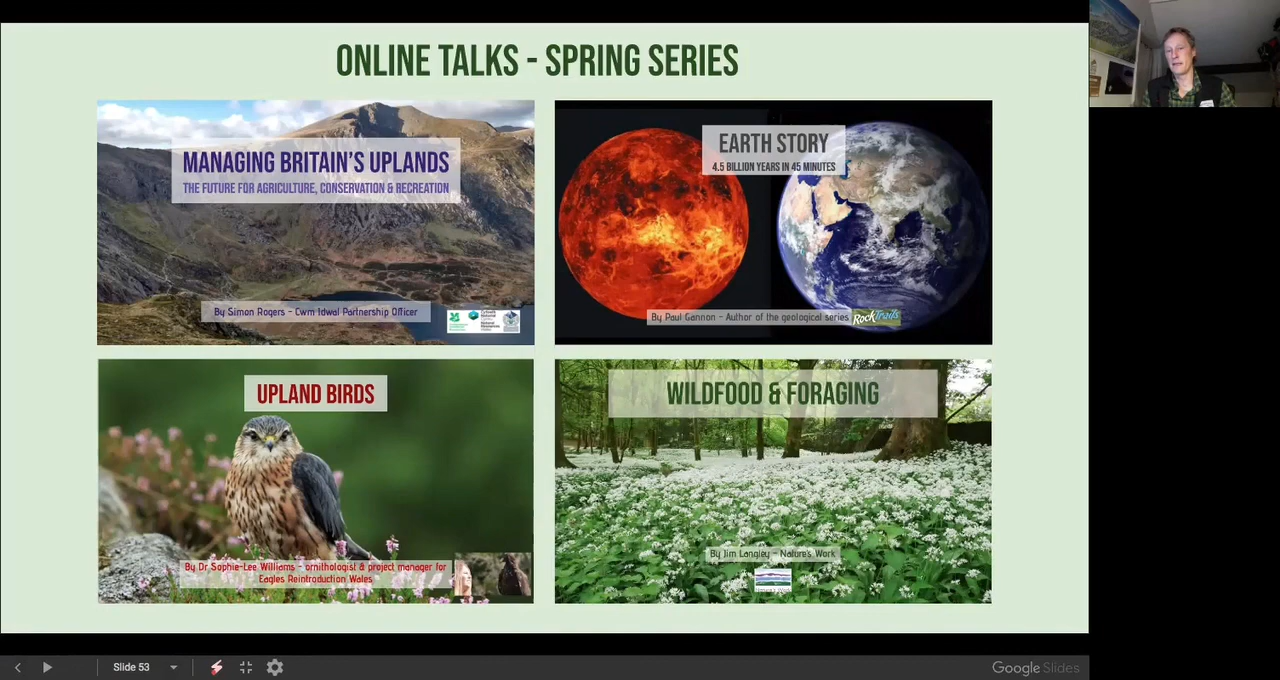 ONLINE TALKS - SPRING SERIES
MANAGING BRITAIN'S UPLANDS
THE FUTURE FOR AGRICULTURE, CONSERVATION & RECREATION
By Simon Rogers - Cwm Idwal Partnership Officer
EARTH STORY
4.5 BILLION YEARS IN 45 MINUTES
By Paul Gannon - Author of the geological series
RockTrails
UPLAND BIRDS
By Dr Sophie-Lee Williams - ornithologist & project manager for
Eagles Reintroduction Wales
WILDFOOD & FORAGING
By Jim Langley - Nature's Work
Slide 53
Google Slides